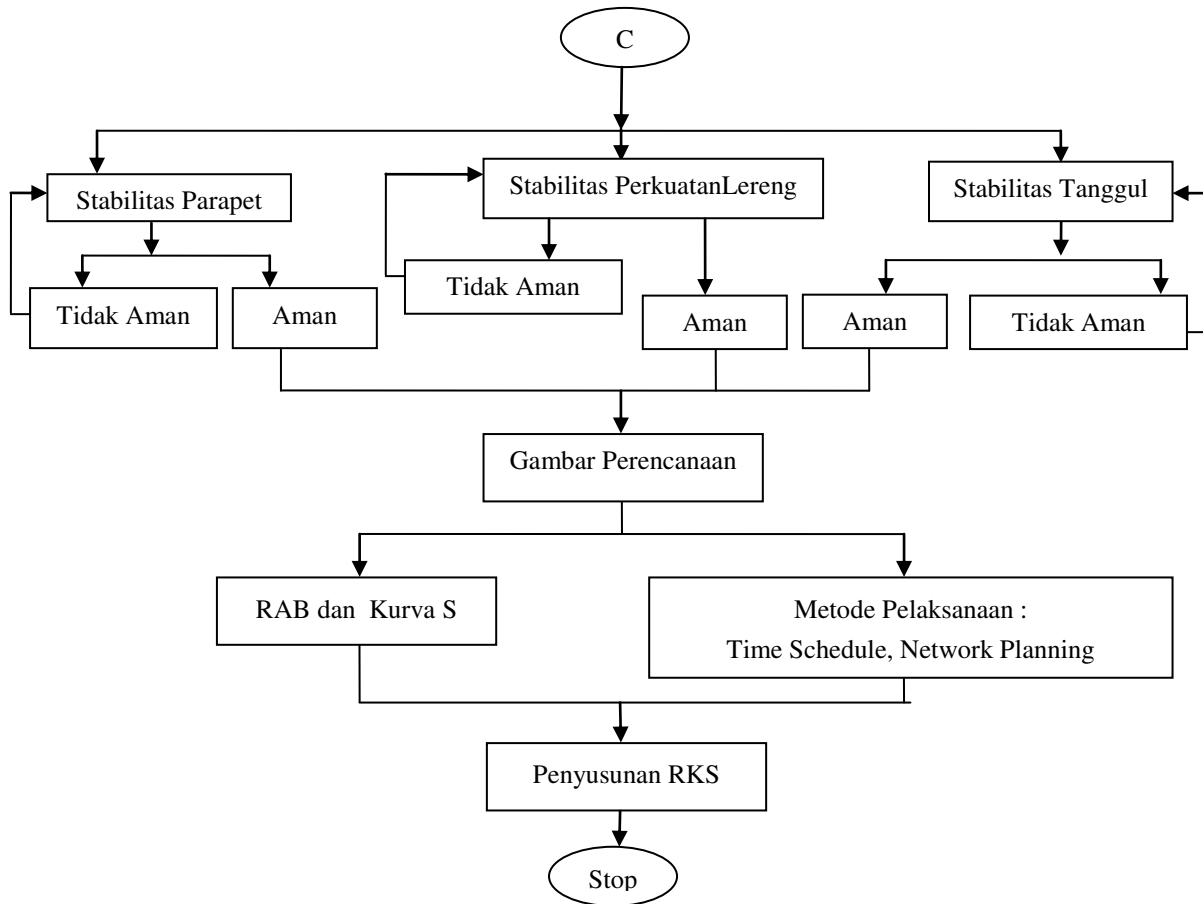 C
Stabilitas Parapet
Stabilitas PerkuatanLereng
Stabilitas Tanggul
Tidak Aman
Aman
Tidak Aman
Aman
Aman
Tidak Aman
Gambar Perencanaan
RAB dan Kurva S
Metode Pelaksanaan :
Time Schedule, Network Planning
Penyusunan RKS
Stop